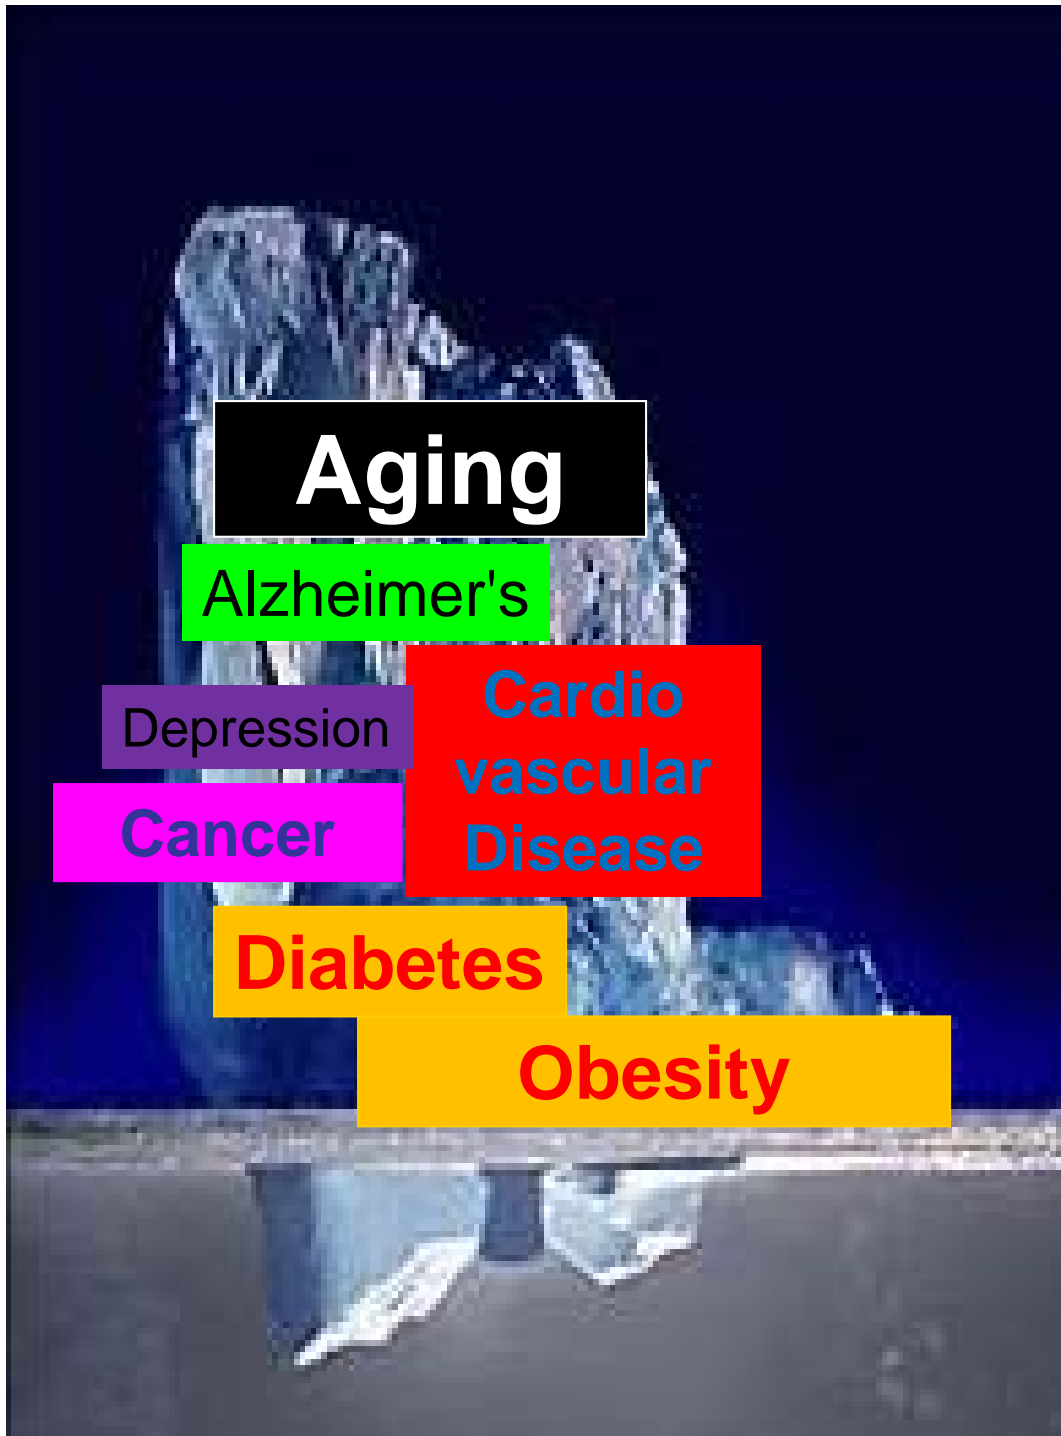 Aging
Alzheimer's
Cardio
vascular
Disease
Depression
Cancer
Diabetes
Obesity